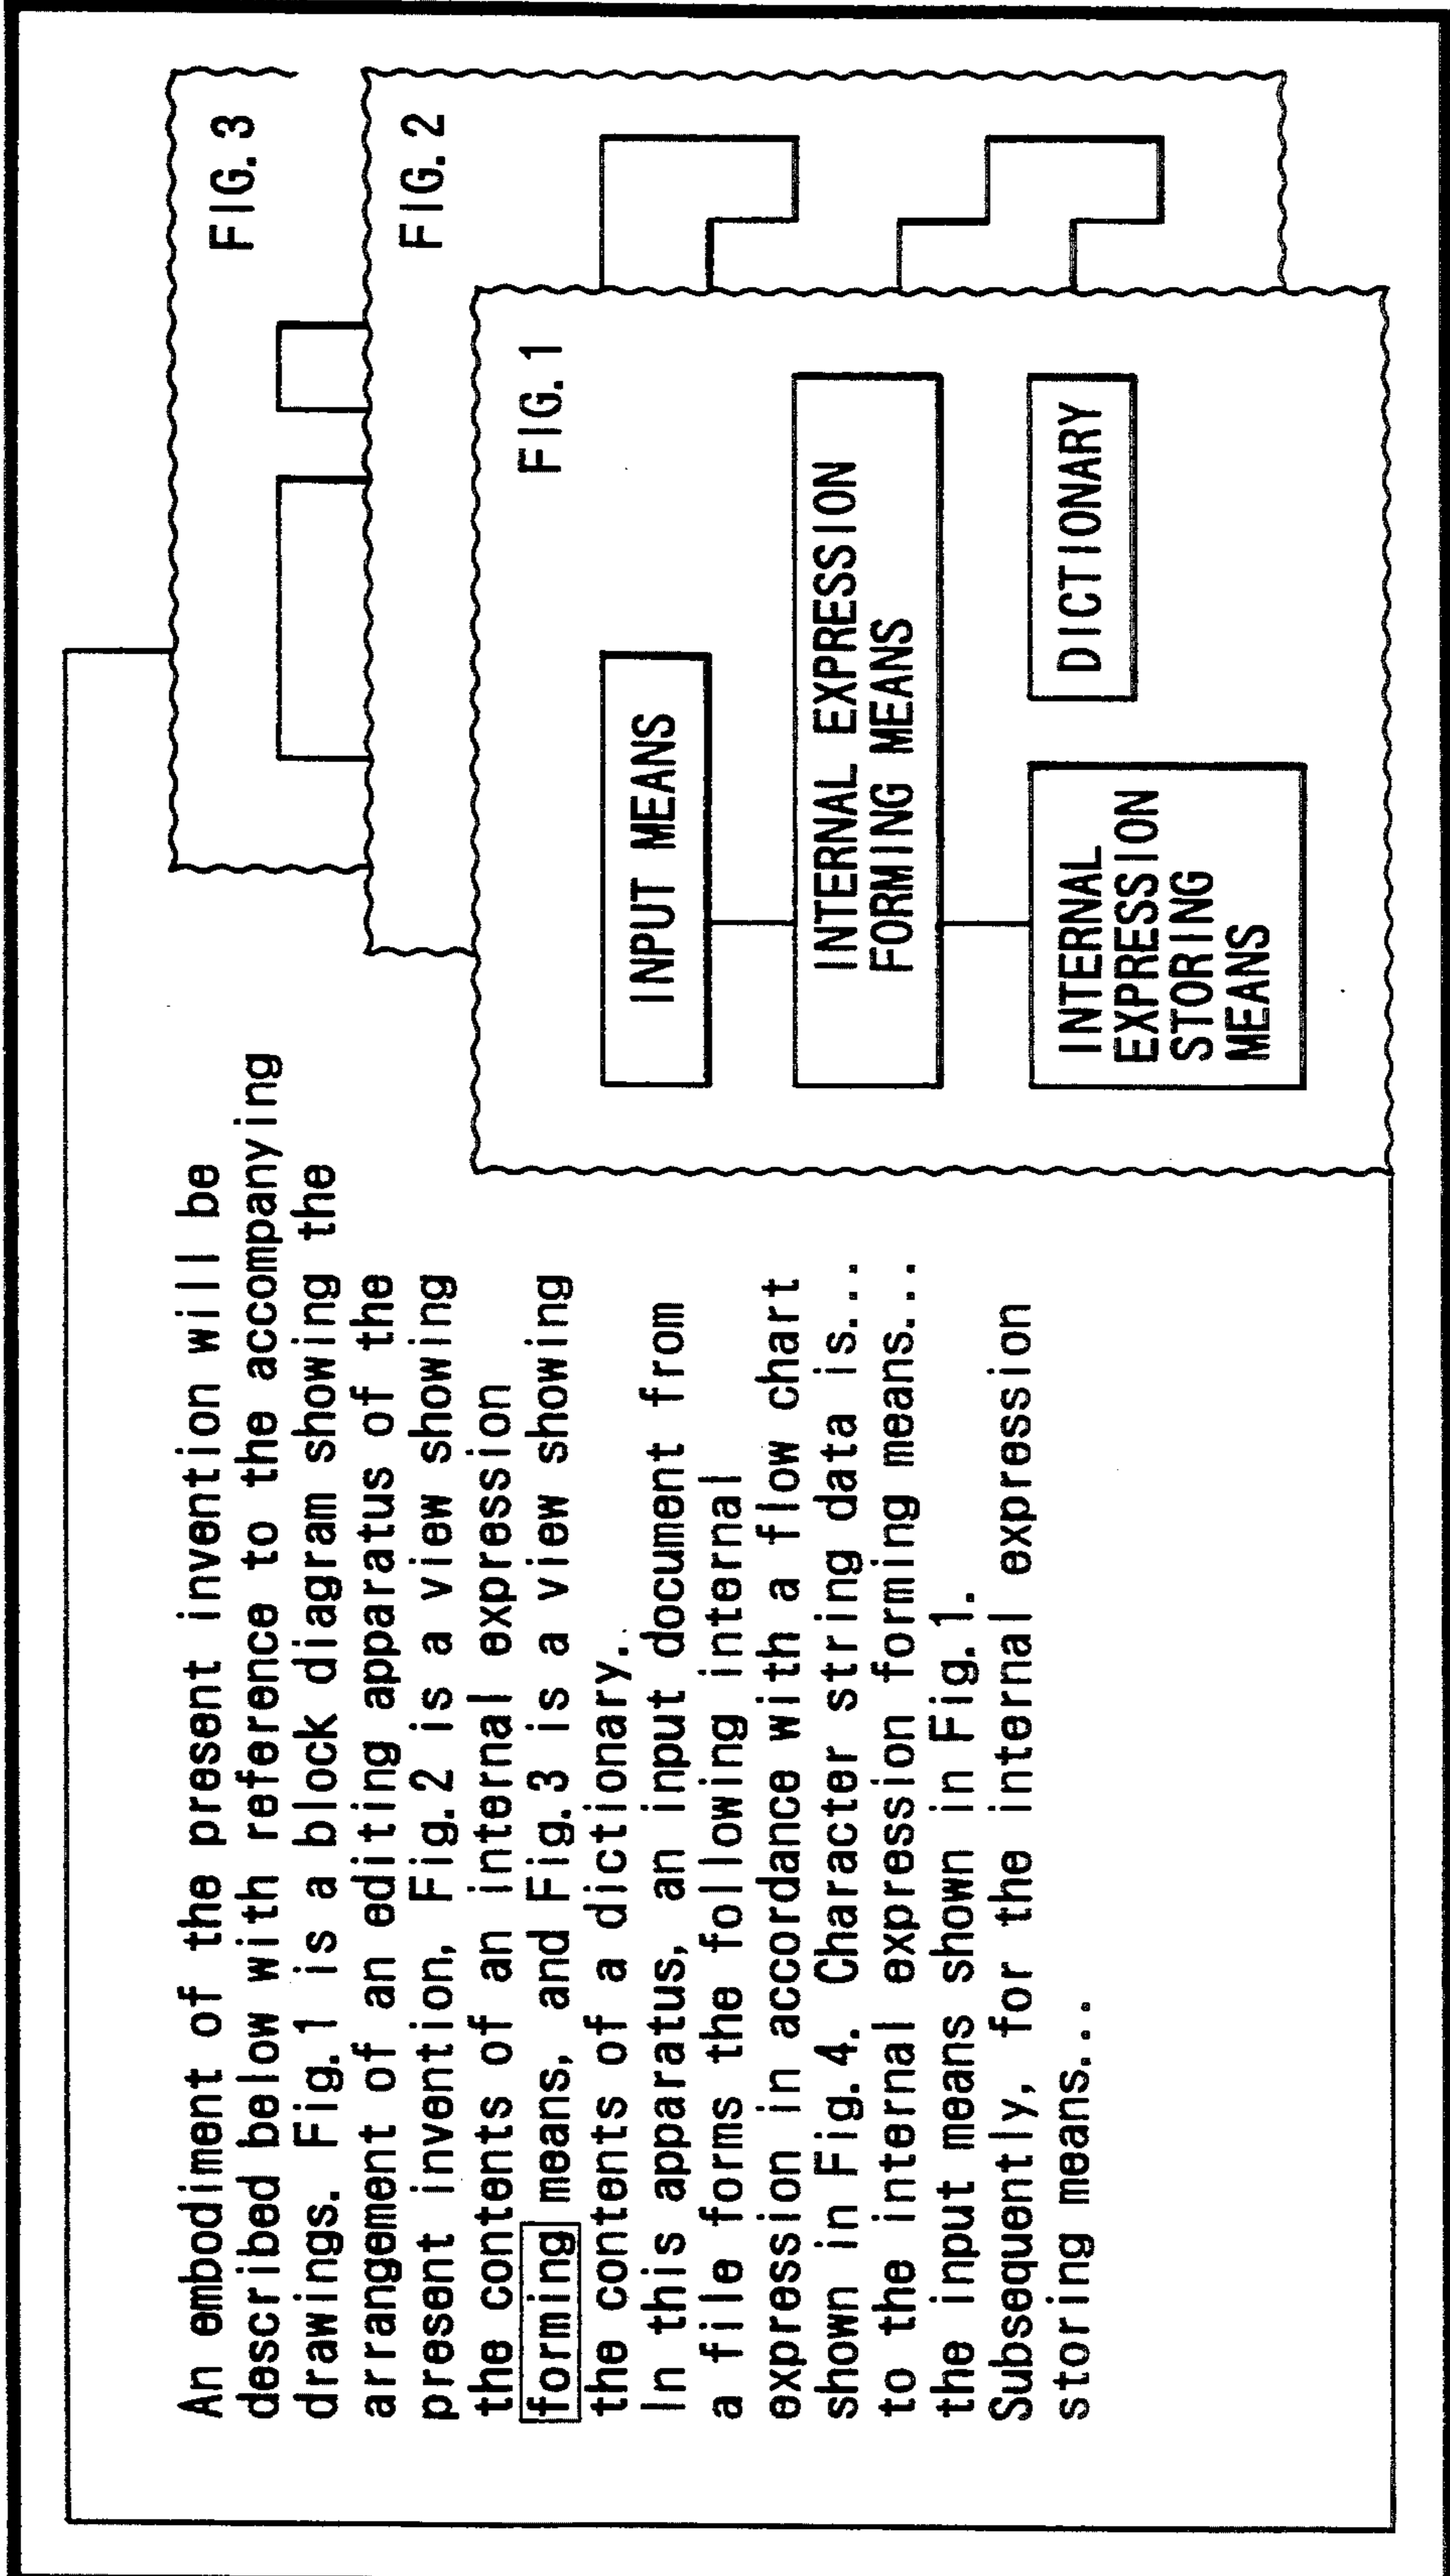 An embodiment of the present invention will be
described below with reference to the accompanying
drawings. Fig.1 is a block diagram showing the
arrangement of an editing apparatus of the
present invention, Fig.2 is a view showing
the contents of an internal expression
forming means, and Fig.3 is a view showing
the contents of a dictionary.
In this apparatus, an input document from
a file forms the following internal
expression in accordance with a flow chart
shown in Fig.4. Character string data is...
to the internal expression forming means...
the input means shown in Fig.1.
Subsequently, for the internal expression
storing means...
FIG. 3
FIG. 2
FIG. 1
INPUT MEANS
INTERNAL EXPRESSION
FORMING MEANS
INTERNAL
EXPRESSION
STORING
MEANS
DICTIONARY